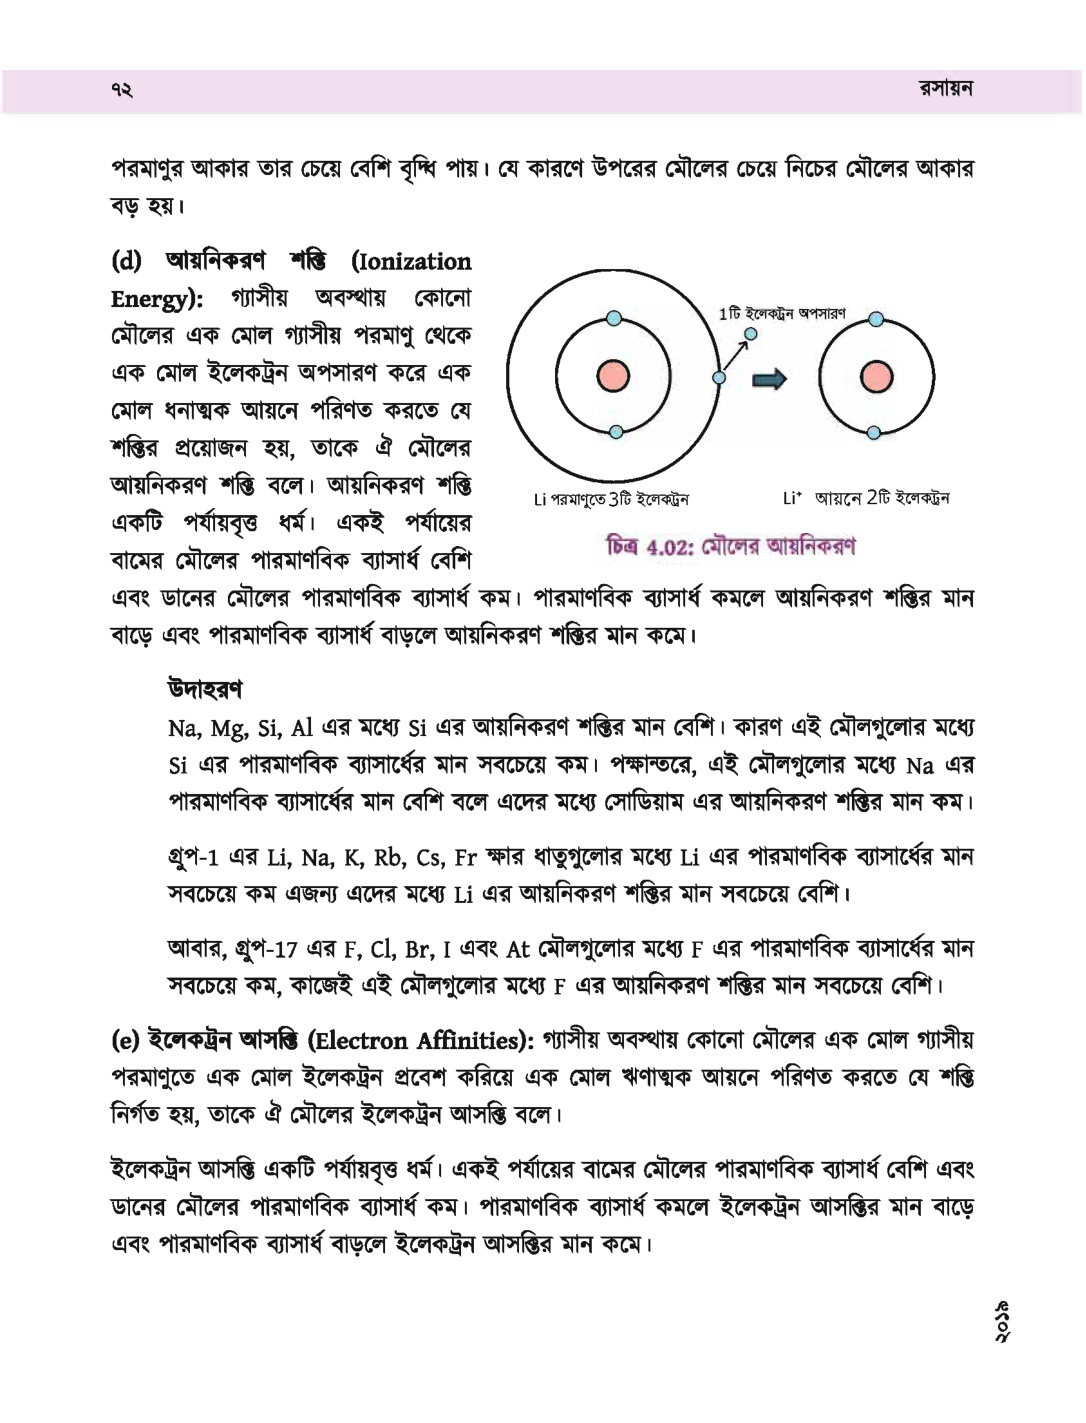 ৭২
রসায়ন
পরমাণুর আকার তার চেয়ে বেশি বৃদ্ধি পায়। যে কারণে উপরের মৌলের চেয়ে নিচের মৌলের আকার
বড় হয়।
(d) আয়নিকরণ শক্তি (Ionization
Energy): গ্যাসীয় অবস্থায় কোনো
মৌলের এক মোল গ্যাসীয় পরমাণু থেকে
এক মোল ইলেকট্রন অপসারণ করে এক
মোল ধনাত্মক আয়নে পরিণত করতে যে
শক্তির প্রয়োজন হয়, তাকে ঐ মৌলের
আয়নিকরণ শক্তি বলে। আয়নিকরণ শক্তি
একটি পর্যায়বৃত্ত ধর্ম। একই পর্যায়ের
বামের মৌলের পারমাণবিক ব্যাসার্ধ বেশি
1টি ইলেকট্রন অপসারণ
Li পরমাণুতে 3টি ইলেকট্রন
Li⁺ আয়নে 2টি ইলেকট্রন
চিত্র 4.02: মৌলের আয়নিকরণ
এবং ডানের মৌলের পারমাণবিক ব্যাসার্ধ কম। পারমাণবিক ব্যাসার্ধ কমলে আয়নিকরণ শক্তির মান
বাড়ে এবং পারমাণবিক ব্যাসার্ধ বাড়লে আয়নিকরণ শক্তির মান কমে।
উদাহরণ
Na, Mg, Si, Al এর মধ্যে Si এর আয়নিকরণ শক্তির মান বেশি। কারণ এই মৌলগুলোর মধ্যে
Si এর পারমাণবিক ব্যাসার্ধের মান সবচেয়ে কম। পক্ষান্তরে, এই মৌলগুলোর মধ্যে Na এর
পারমাণবিক ব্যাসার্ধের মান বেশি বলে এদের মধ্যে সোডিয়াম এর আয়নিকরণ শক্তির মান কম।
গ্রুপ-1 এর Li, Na, K, Rb, Cs, Fr ক্ষার ধাতুগুলোর মধ্যে Li এর পারমাণবিক ব্যাসার্ধের মান
সবচেয়ে কম এজন্য এদের মধ্যে Li এর আয়নিকরণ শক্তির মান সবচেয়ে বেশি।
আবার, গ্রুপ-17 এর F, Cl, Br, I এবং At মৌলগুলোর মধ্যে F এর পারমাণবিক ব্যাসার্ধের মান
সবচেয়ে কম, কাজেই এই মৌলগুলোর মধ্যে F এর আয়নিকরণ শক্তির মান সবচেয়ে বেশি।
(e) ইলেকট্রন আসক্তি (Electron Affinities): গ্যাসীয় অবস্থায় কোনো মৌলের এক মোল গ্যাসীয়
পরমাণুতে এক মোল ইলেকট্রন প্রবেশ করিয়ে এক মোল ঋণাত্মক আয়নে পরিণত করতে যে শক্তি
নির্গত হয়, তাকে ঐ মৌলের ইলেকট্রন আসক্তি বলে।
ইলেকট্রন আসক্তি একটি পর্যায়বৃত্ত ধর্ম। একই পর্যায়ের বামের মৌলের পারমাণবিক ব্যাসার্ধ বেশি এবং
ডানের মৌলের পারমাণবিক ব্যাসার্ধ কম। পারমাণবিক ব্যাসার্ধ কমলে ইলেকট্রন আসক্তির মান বাড়ে
এবং পারমাণবিক ব্যাসার্ধ বাড়লে ইলেকট্রন আসক্তির মান কমে।
২০১৯